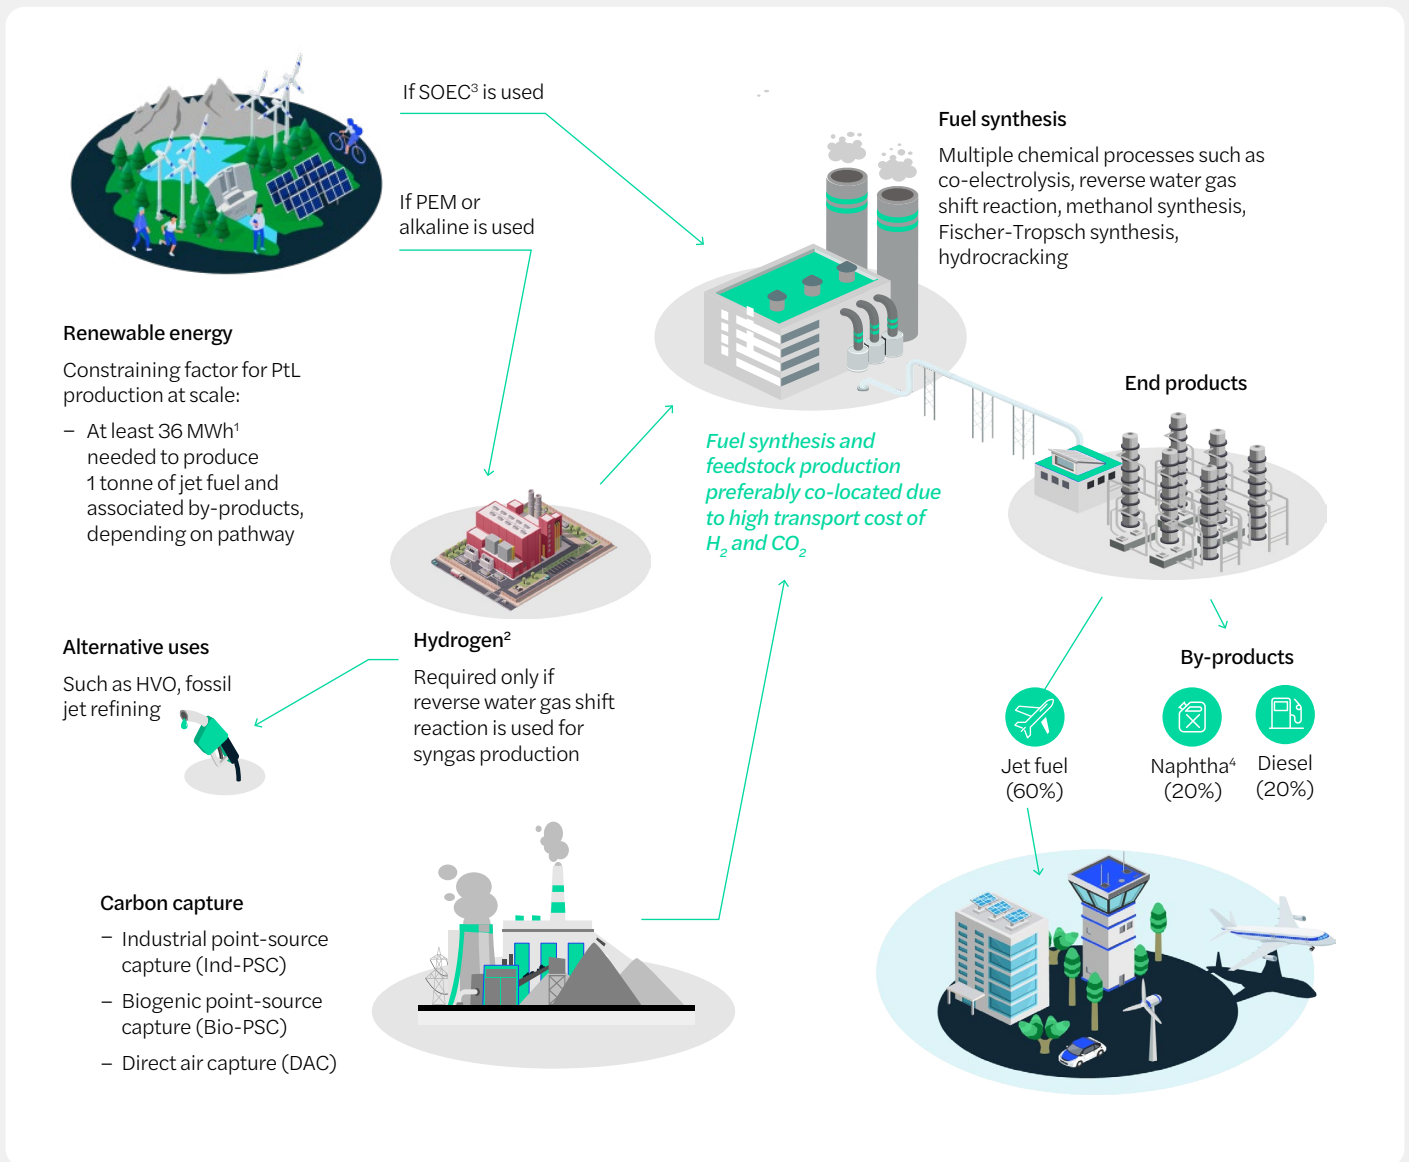 If SOEC³ is used
If PEM or
alkaline is used
Fuel synthesis
Multiple chemical processes such as
co-electrolysis, reverse water gas
shift reaction, methanol synthesis,
Fischer-Tropsch synthesis,
hydrocracking
Renewable energy
Constraining factor for PtL
production at scale:
– At least 36 MWh¹
needed to produce
1 tonne of jet fuel and
associated by-products,
depending on pathway
Fuel synthesis and
feedstock production
preferably co-located due
to high transport cost of
H₂ and CO₂
End products
Alternative uses
Such as HVO, fossil
jet refining
Hydrogen²
Required only if
reverse water gas shift
reaction is used for
syngas production
By-products
Jet fuel
(60%)
Naphtha⁴
(20%)
Diesel
(20%)
Carbon capture
– Industrial point-source
capture (Ind-PSC)
– Biogenic point-source
capture (Bio-PSC)
– Direct air capture (DAC)